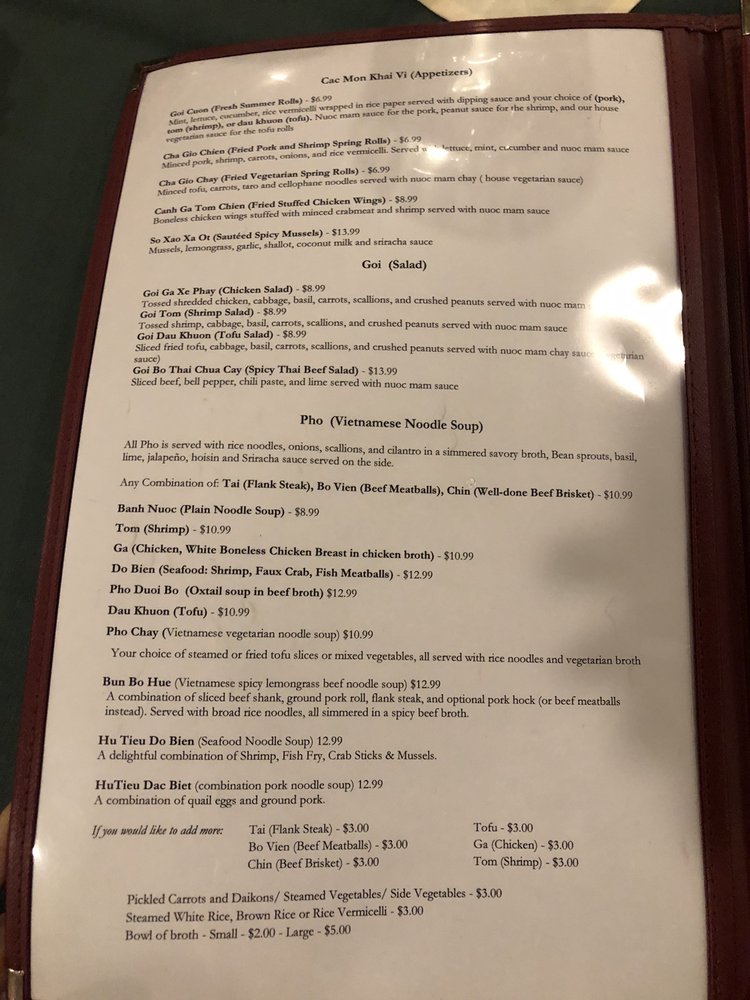 Cac Mon Khai Vi (Appetizers)
Goi Cuon (Fresh Summer Rolls) - $6.99
Mint, lettuce, cucumber, rice vermicelli wrapped in rice paper served with dipping sauce and your choice of (pork),
tom (shrimp), or dau khuon (tofu). Nuoc mam sauce for the pork, peanut sauce for the shrimp, and our house
vegetarian sauce for the tofu rolls
Cha Gio Chien (Fried Pork and Shrimp Spring Rolls) - $6.99
Minced pork, shrimp, carrots, onions, and rice vermicelli. Served lettuce, mint, cucumber and nuoc mam sauce
Cha Gio Chay (Fried Vegetarian Spring Rolls) - $6.99
Minced tofu, carrots, taro and cellophane noodles served with nuoc mam chay ( house vegetarian sauce)
Canh Ga Tom Chien (Fried Stuffed Chicken Wings) - $8.99
Boneless chicken wings stuffed with minced crabmeat and shrimp served with nuoc mam sauce
So Xao Xa Ot (Sautéed Spicy Mussels) - $13.99
Mussels, lemongrass, garlic, shallot, coconut milk and sriracha sauce
Goi (Salad)
Goi Ga Xe Phay (Chicken Salad) - $8.99
Tossed shredded chicken, cabbage, basil, carrots, scallions, and crushed peanuts served with nuoc mam
Goi Tom (Shrimp Salad) - $8.99
Tossed shrimp, cabbage, basil, carrots, scallions, and crushed peanuts served with nuoc mam sauce
Goi Dau Khuon (Tofu Salad) - $8.99
Sliced fried tofu, cabbage, basil, carrots, scallions, and crushed peanuts served with nuoc mam chay
sauce)
Goi Bo Thai Chua Cay (Spicy Thai Beef Salad) - $13.99
Sliced beef, bell pepper, chili paste, and lime served with nuoc mam sauce
Pho (Vietnamese Noodle Soup)
All Pho is served with rice noodles, onions, scallions, and cilantro in a simmered savory broth, Bean sprouts, basil,
lime, jalapeño, hoisin and Sriracha sauce served on the side.
Any Combination of: Tai (Flank Steak), Bo Vien (Beef Meatballs), Chin (Well-done Beef Brisket) - $10.99
Banh Nuoc (Plain Noodle Soup) - $8.99
Tom (Shrimp) - $10.99
Ga (Chicken, White Boneless Chicken Breast in chicken broth) - $10.99
Do Bien (Seafood: Shrimp, Faux Crab, Fish Meatballs) - $12.99
Pho Duoi Bo (Oxtail soup in beef broth) $12.99
Dau Khuon (Tofu) - $10.99
Pho Chay (Vietnamese vegetarian noodle soup) $10.99
Your choice of steamed or fried tofu slices or mixed vegetables, all served with rice noodles and vegetarian broth
Bun Bo Hue (Vietnamese spicy lemongrass beef noodle soup) $12.99
A combination of sliced beef shank, ground pork roll, flank steak, and optional pork hock (or beef meatballs
instead). Served with broad rice noodles, all simmered in a spicy beef broth.
Hu Tieu Do Bien (Seafood Noodle Soup) 12.99
A delightful combination of Shrimp, Fish Fry, Crab Sticks & Mussels.
HuTieu Dac Biet (combination pork noodle soup) 12.99
A combination of quail eggs and ground pork.
If you would like to add more: Tai (Flank Steak) - $3.00 Tofu - $3.00
Bo Vien (Beef Meatballs) - $3.00 Ga (Chicken) - $3.00
Chin (Beef Brisket) - $3.00 Tom (Shrimp) - $3.00
Pickled Carrots and Daikons/ Steamed Vegetables/ Side Vegetables - $3.00
Steamed White Rice, Brown Rice or Rice Vermicelli - $3.00
Bowl of broth - Small - $2.00 - Large - $5.00